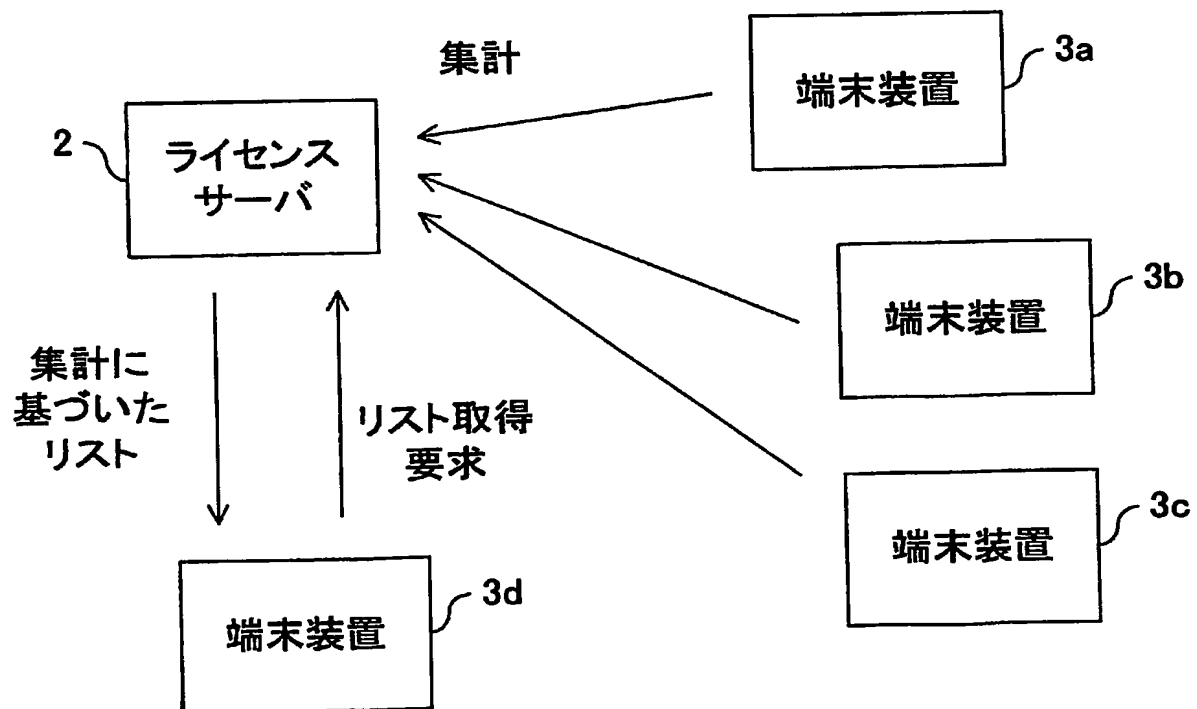 集計
端末装置
3a
2
ライセンス
サーバ
端末装置
3b
集計に
基づいた
リスト
リスト取得
要求
端末装置
3c
端末装置
3d